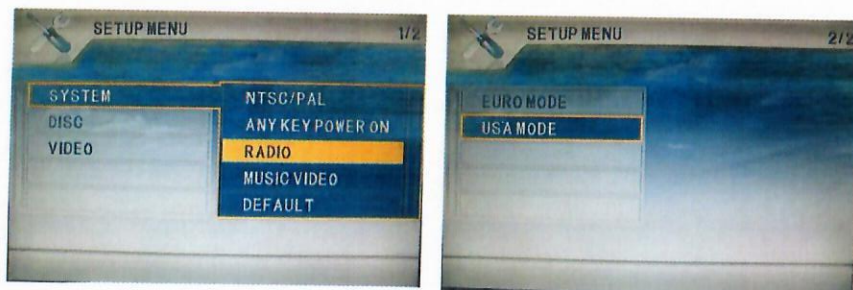 SETUP MENU 1/2
SYSTEM
DISC
VIDEO
NTSC/PAL
ANY KEY POWER ON
RADIO
MUSIC VIDEO
DEFAULT
SETUP MENU 2/2
EURO MODE
USA MODE